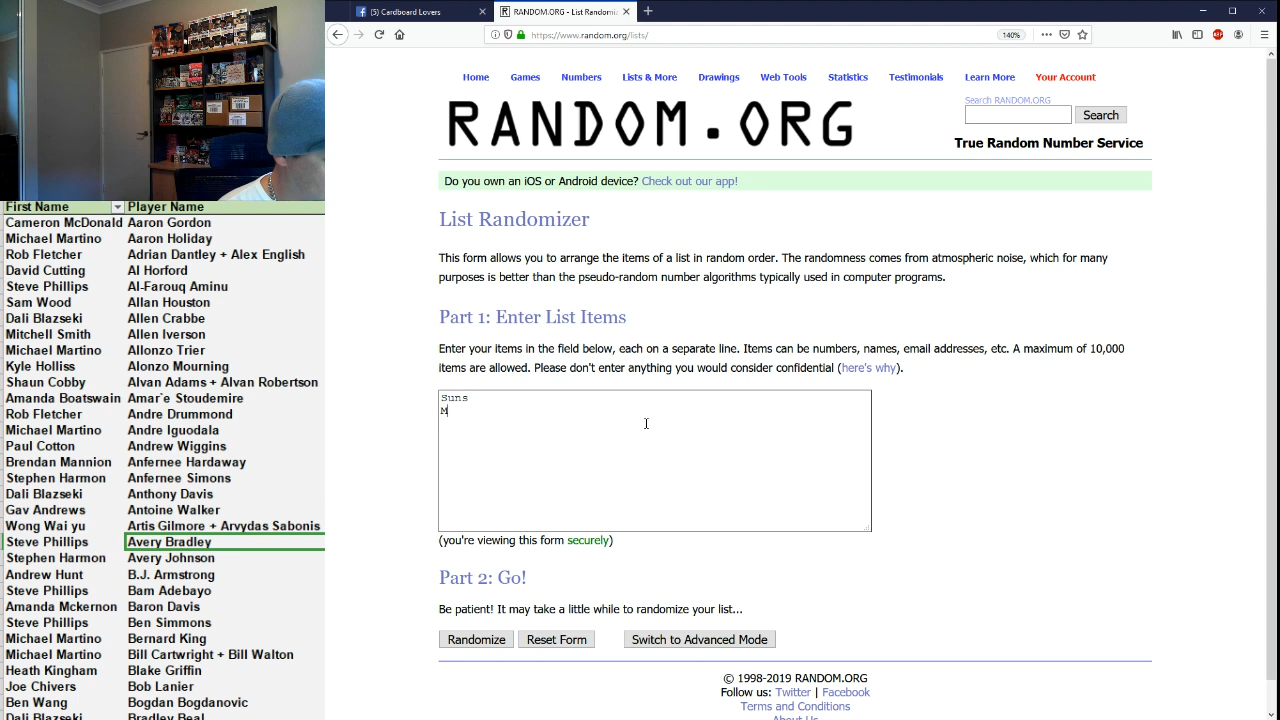 (5) Cardboard Lovers
RANDOM.ORG - List Randomiz
https://www.random.org/lists/
140%
Home Games Numbers Lists & More Drawings Web Tools Statistics Testimonials Learn More Your Account
RANDOM.ORG
Search RANDOM.ORG
Search
True Random Number Service
Do you own an iOS or Android device? Check out our app!
List Randomizer
This form allows you to arrange the items of a list in random order. The randomness comes from atmospheric noise, which for many
purposes is better than the pseudo-random number algorithms typically used in computer programs.
Part 1: Enter List Items
Enter your items in the field below, each on a separate line. Items can be numbers, names, email addresses, etc. A maximum of 10,000
items are allowed. Please don't enter anything you would consider confidential (here's why).
Suns
M
(you're viewing this form securely)
Part 2: Go!
Be patient! It may take a little while to randomize your list...
Randomize Reset Form Switch to Advanced Mode
© 1998-2019 RANDOM.ORG
Follow us: Twitter | Facebook
Terms and Conditions
About Us
First Name Player Name
Cameron McDonald Aaron Gordon
Michael Martino Aaron Holiday
Rob Fletcher Adrian Dantley + Alex English
David Cutting Al Horford
Steve Phillips Al-Farouq Aminu
Sam Wood Allan Houston
Dali Blazseki Allen Crabbe
Mitchell Smith Allen Iverson
Michael Martino Allonzo Trier
Kyle Holliss Alonzo Mourning
Shaun Cobby Alvan Adams + Alvan Robertson
Amanda Boatswain Amar`e Stoudemire
Rob Fletcher Andre Drummond
Michael Martino Andre Iguodala
Paul Cotton Andrew Wiggins
Brendan Mannion Anfernee Hardaway
Stephen Harmon Anfernee Simons
Dali Blazseki Anthony Davis
Gav Andrews Antoine Walker
Wong Wai yu Artis Gilmore + Arvydas Sabonis
Steve Phillips Avery Bradley
Stephen Harmon Avery Johnson
Andrew Hunt B.J. Armstrong
Steve Phillips Bam Adebayo
Amanda Mckernon Baron Davis
Steve Phillips Ben Simmons
Michael Martino Bernard King
Michael Martino Bill Cartwright + Bill Walton
Heath Kingham Blake Griffin
Joe Chivers Bob Lanier
Ben Wang Bogdan Bogdanovic
Dali Blazseki Bradley Beal